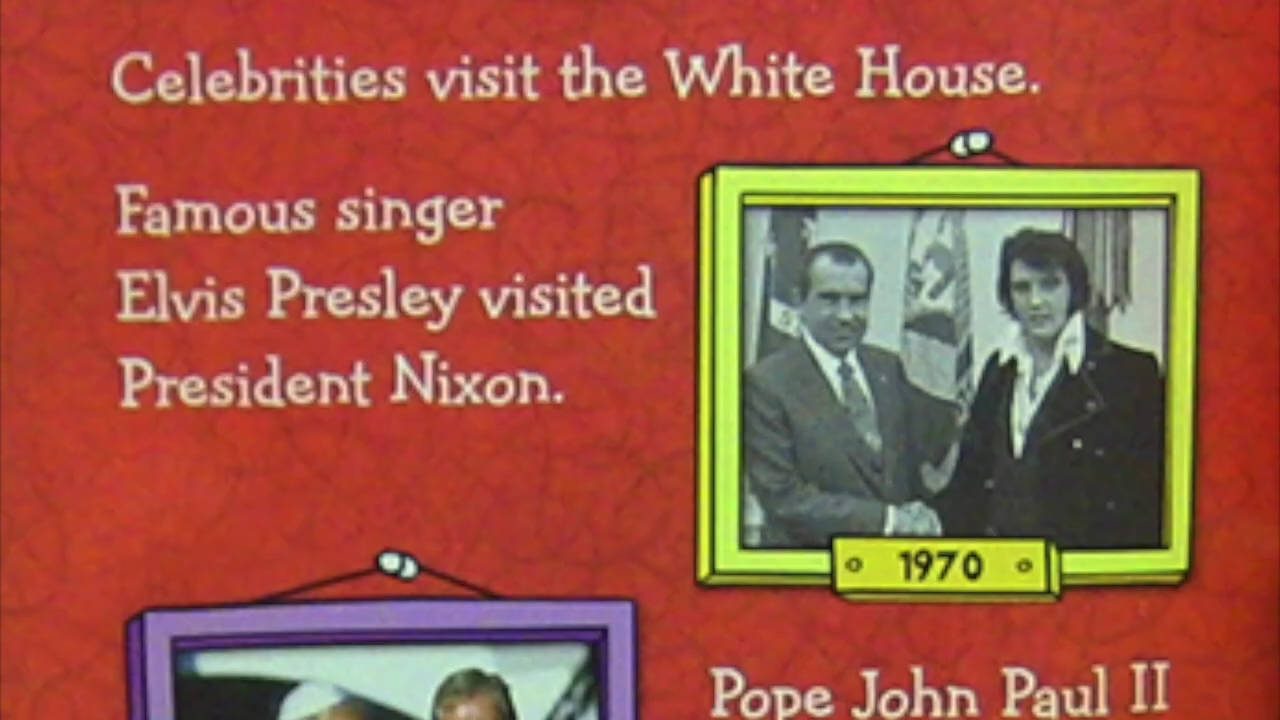 Celebrities visit the White House.
Famous singer
Elvis Presley visited
President Nixon.
1970
Pope John Paul II